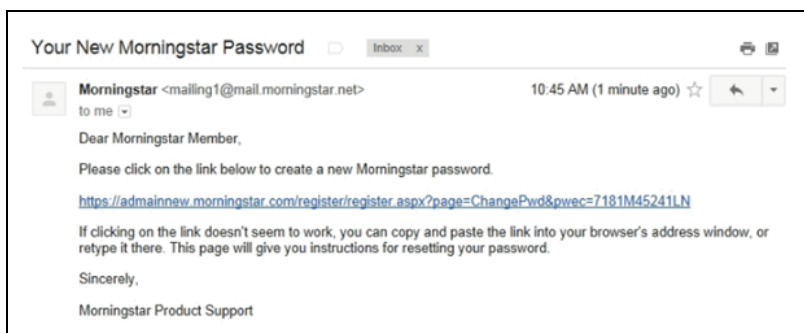 Your New Morningstar Password Inbox x
Morningstar <mailing1@mail.morningstar.net> 10:45 AM (1 minute ago)
to me
Dear Morningstar Member,
Please click on the link below to create a new Morningstar password.
https://admainnew.morningstar.com/register/register.aspx?page=ChangePwd&pwec=7181M45241LN
If clicking on the link doesn't seem to work, you can copy and paste the link into your browser's address window, or
retype it there. This page will give you instructions for resetting your password.
Sincerely,
Morningstar Product Support